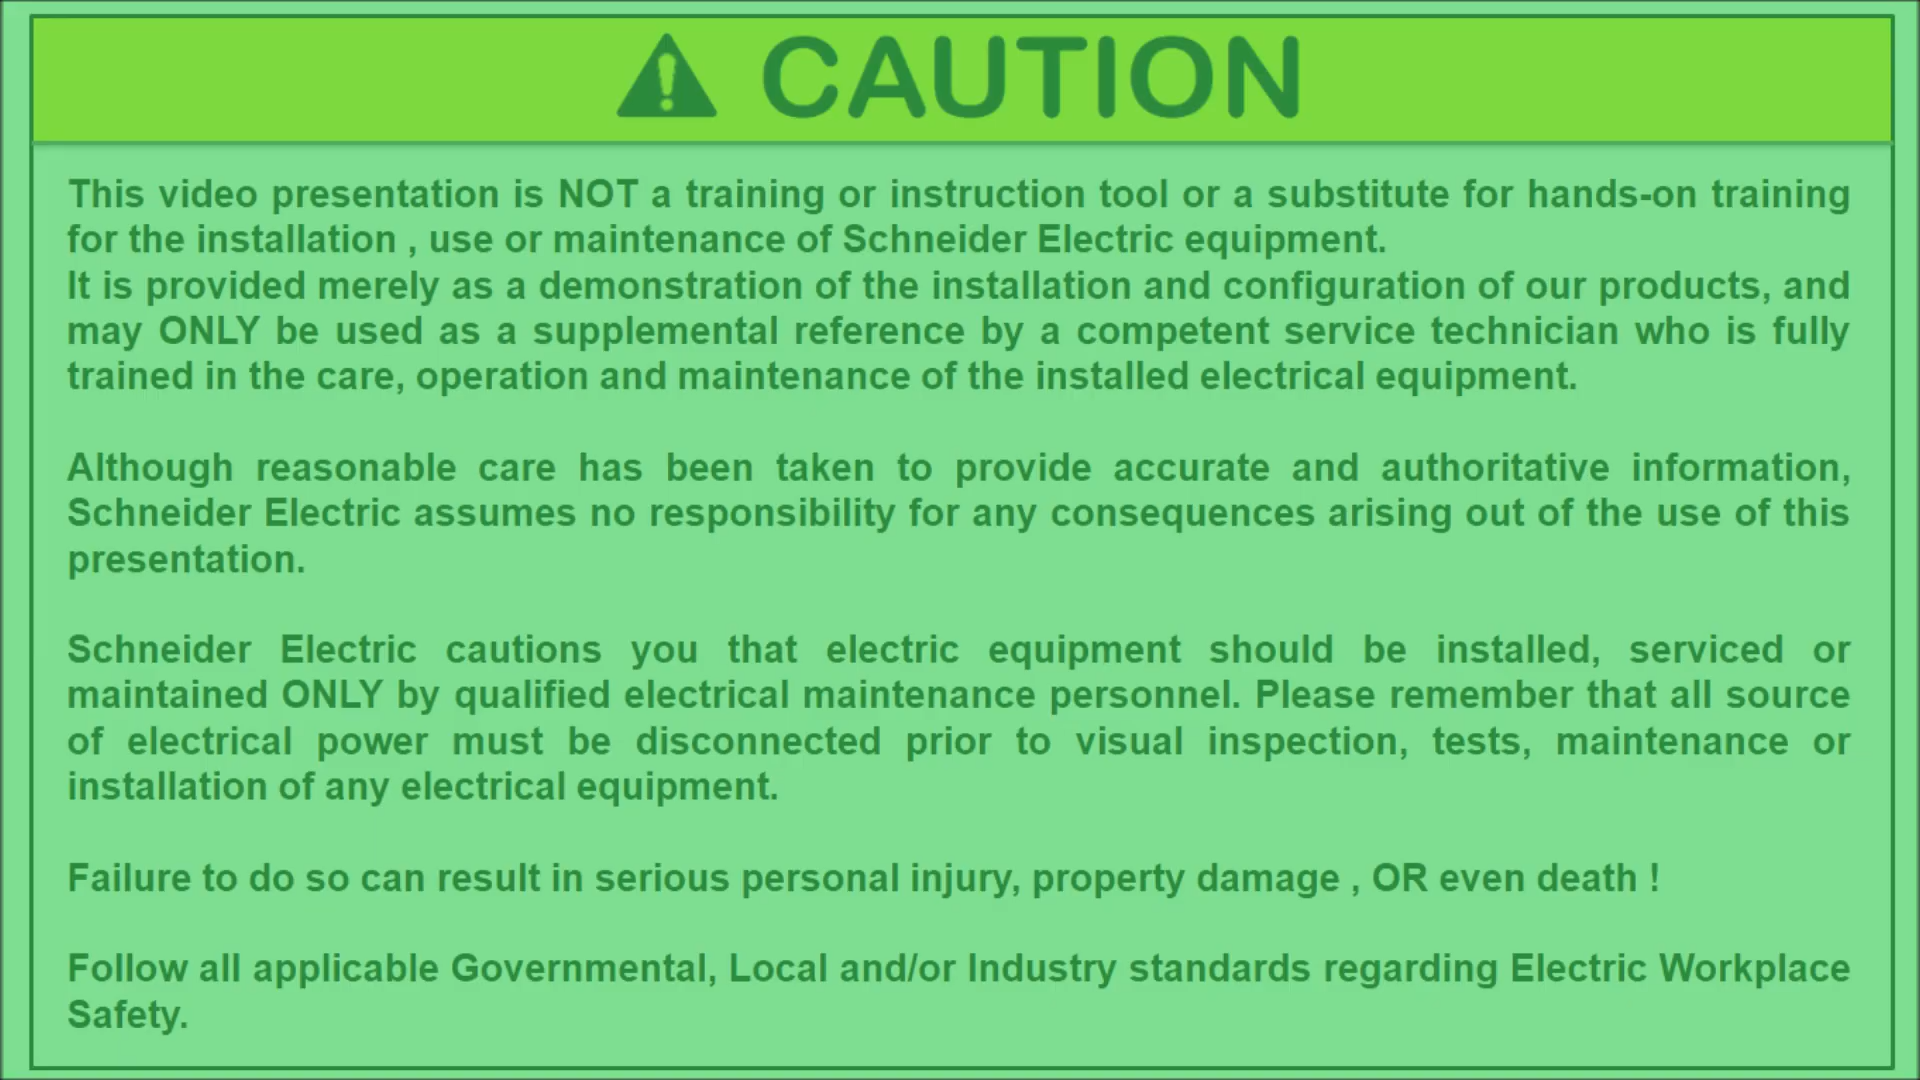 CAUTION
This video presentation is NOT a training or instruction tool or a substitute for hands-on training
for the installation , use or maintenance of Schneider Electric equipment.
It is provided merely as a demonstration of the installation and configuration of our products, and
may ONLY be used as a supplemental reference by a competent service technician who is fully
trained in the care, operation and maintenance of the installed electrical equipment.
Although reasonable care has been taken to provide accurate and authoritative information,
Schneider Electric assumes no responsibility for any consequences arising out of the use of this
presentation.
Schneider Electric cautions you that electric equipment should be installed, serviced or
maintained ONLY by qualified electrical maintenance personnel. Please remember that all source
of electrical power must be disconnected prior to visual inspection, tests, maintenance or
installation of any electrical equipment.
Failure to do so can result in serious personal injury, property damage , OR even death !
Follow all applicable Governmental, Local and/or Industry standards regarding Electric Workplace
Safety.